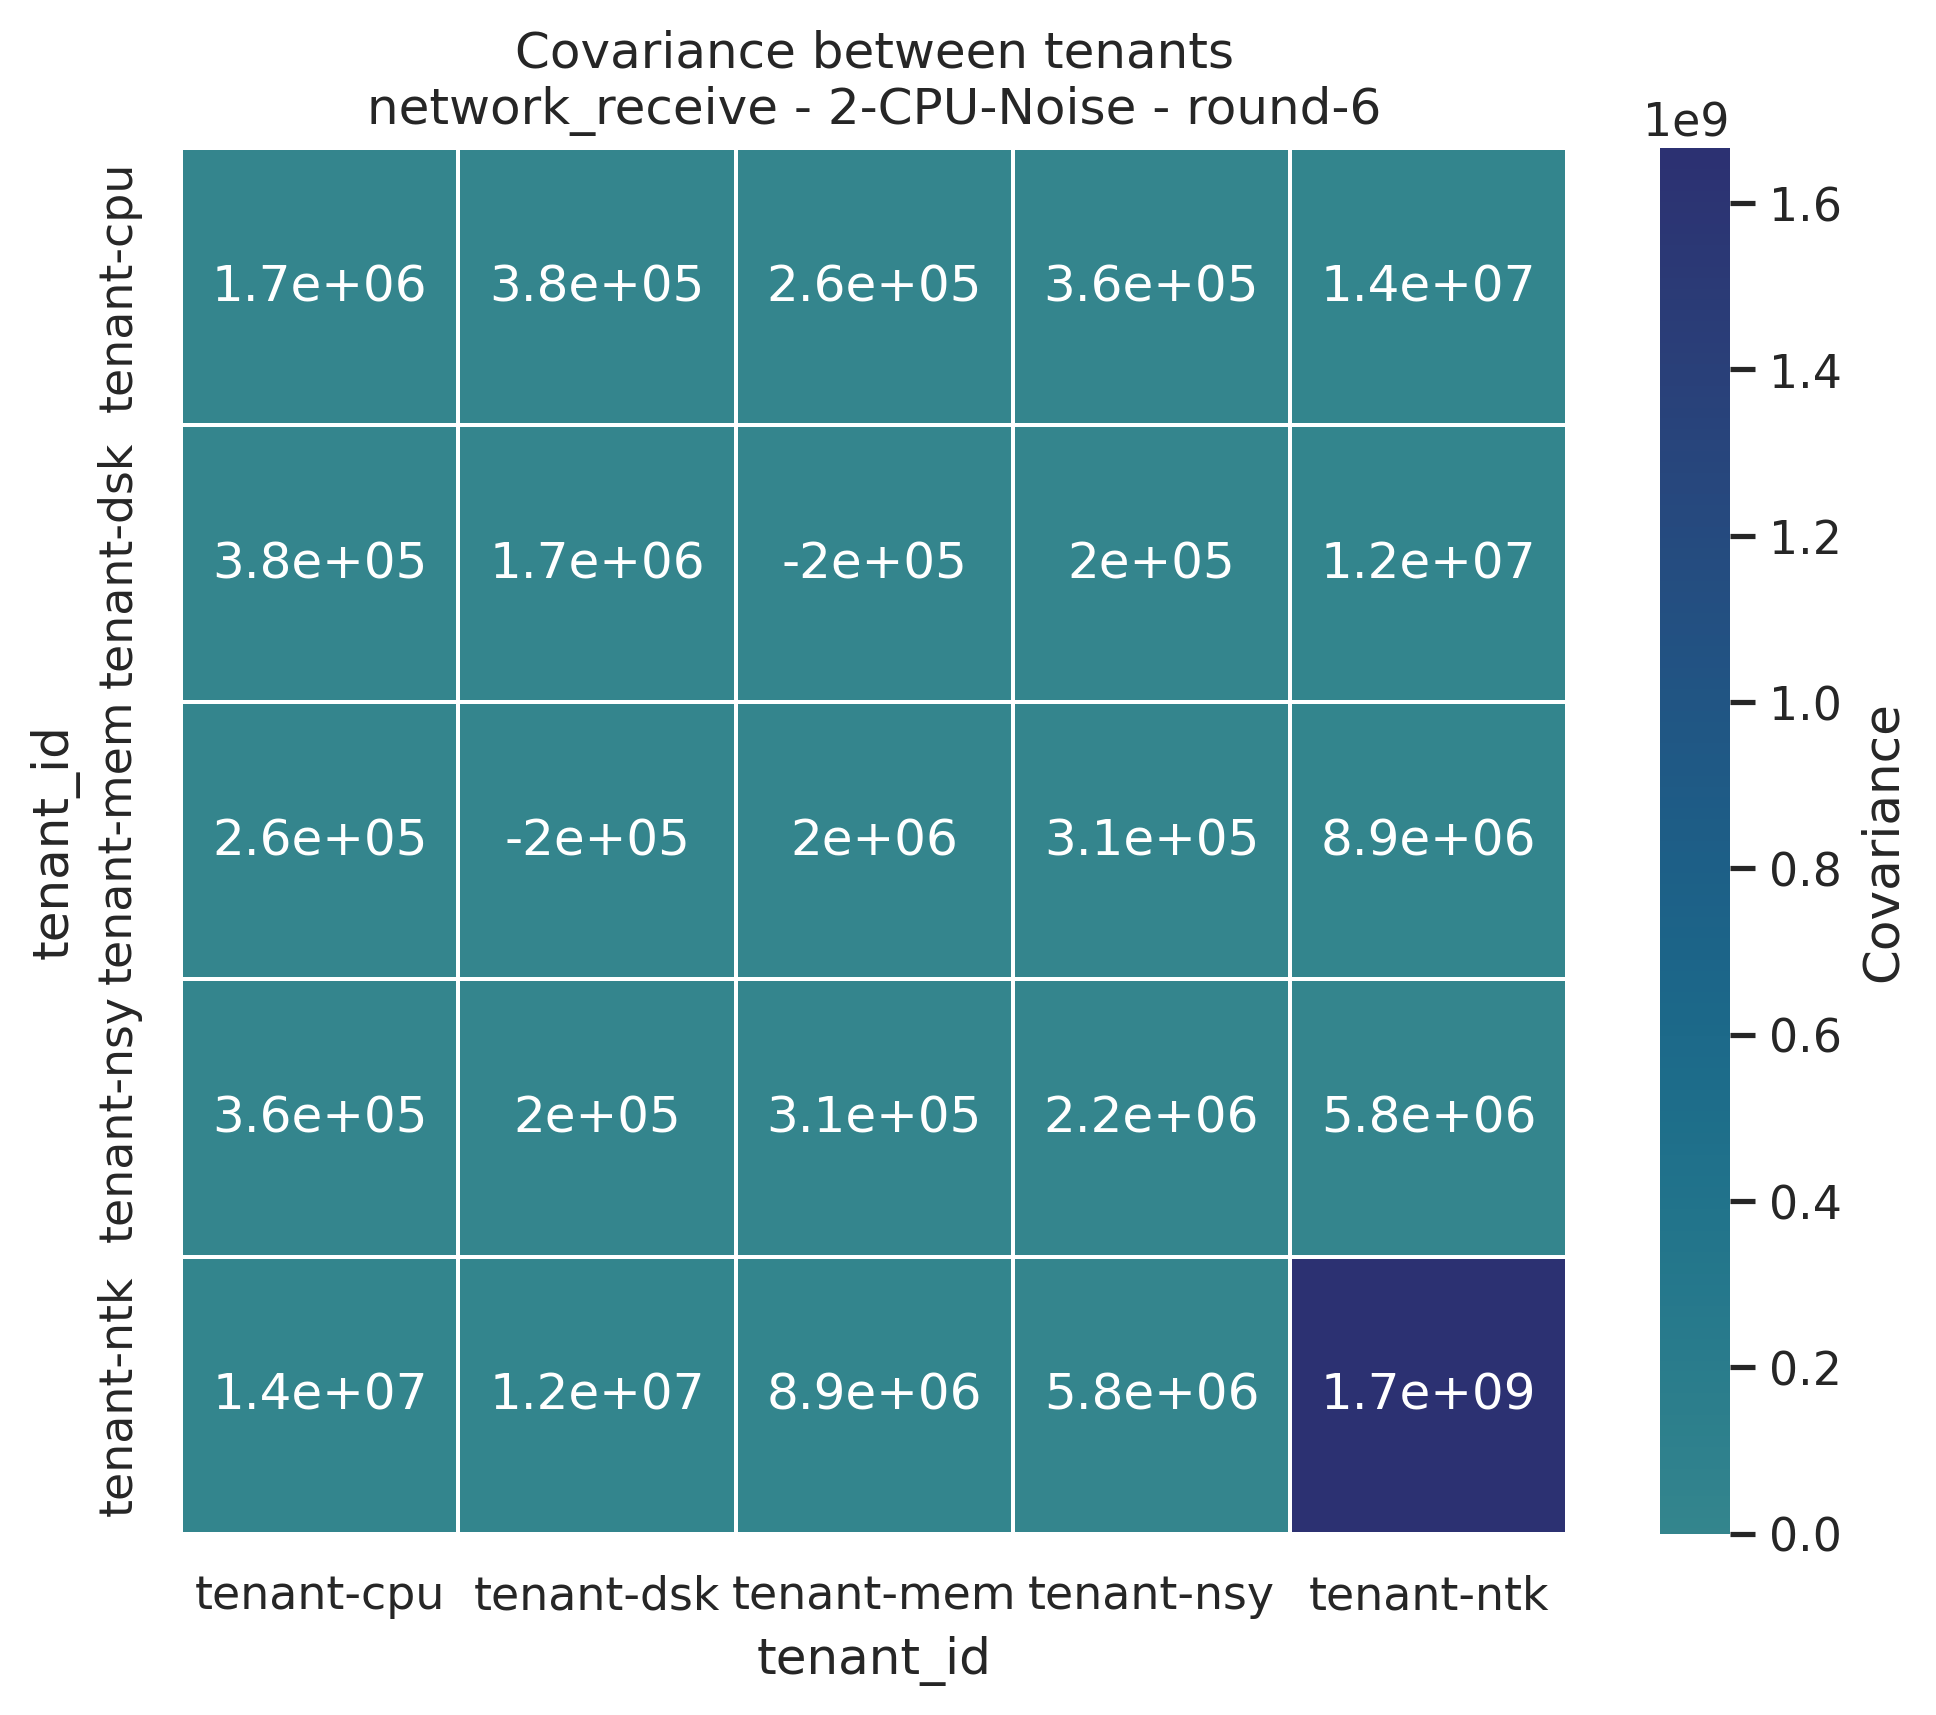 Covariance between tenants
network_receive - 2-CPU-Noise - round-6
1e9
tenant-cpu 1.7e+06 3.8e+05 2.6e+05 3.6e+05 1.4e+07
tenant-dsk 3.8e+05 1.7e+06 -2e+05 2e+05 1.2e+07
tenant-mem 2.6e+05 -2e+05 2e+06 3.1e+05 8.9e+06
tenant-nsy 3.6e+05 2e+05 3.1e+05 2.2e+06 5.8e+06
tenant-ntk 1.4e+07 1.2e+07 8.9e+06 5.8e+06 1.7e+09
tenant_id
tenant-cpu tenant-dsk tenant-mem tenant-nsy tenant-ntk
tenant_id
1.6
1.4
1.2
1.0
0.8
0.6
0.4
0.2
0.0
Covariance